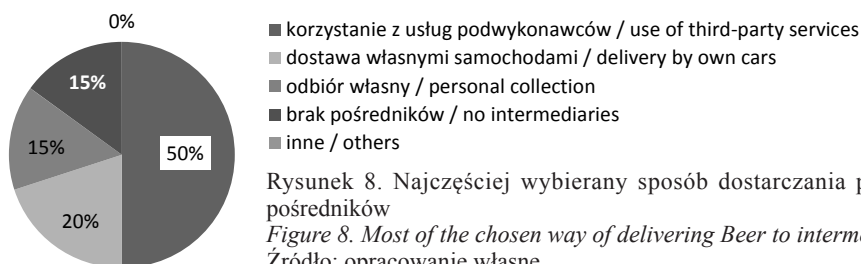 0%
15%
15%
50%
20%
korzystanie z usług podwykonawców / use of third-party services
dostawa własnymi samochodami / delivery by own cars
odbiór własny / personal collection
brak pośredników / no intermediaries
inne / others
Rysunek 8. Najczęściej wybierany sposób dostarczania
pośredników
Figure 8. Most of the chosen way of delivering Beer to
Źródło: opracowanie własne